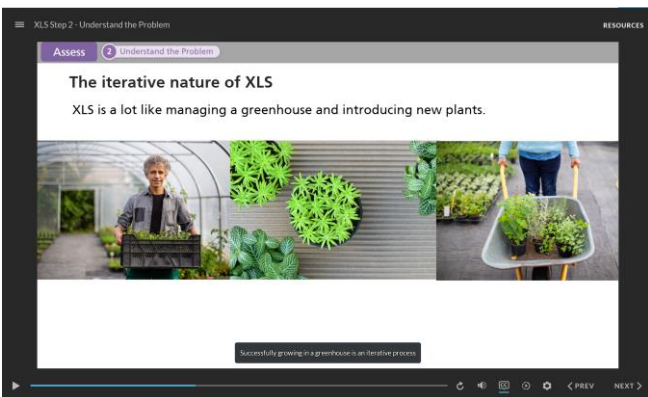 XLS Step 2 - Understand the Problem
RESOURCES
Assess
2 Understand the Problem
The iterative nature of XLS
XLS is a lot like managing a greenhouse and introducing new plants.
Successfully growing in a greenhouse is an iterative process
CC
PREV
NEXT